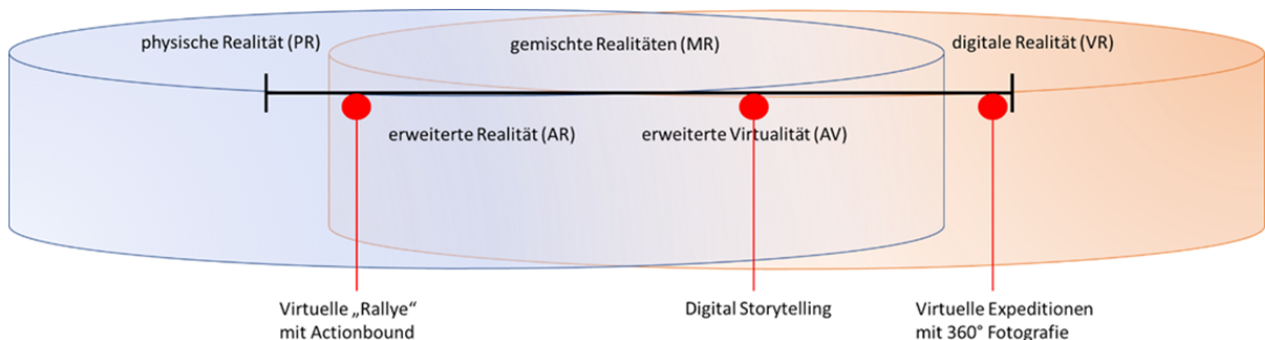 physische Realität (PR)
gemischte Realitäten (MR)
digitale Realität (VR)
erweiterte Realität (AR)
erweiterte Virtualität (AV)
Virtuelle „Rallye“
mit Actionbound
Digital Storytelling
Virtuelle Expeditionen
mit 360° Fotografie